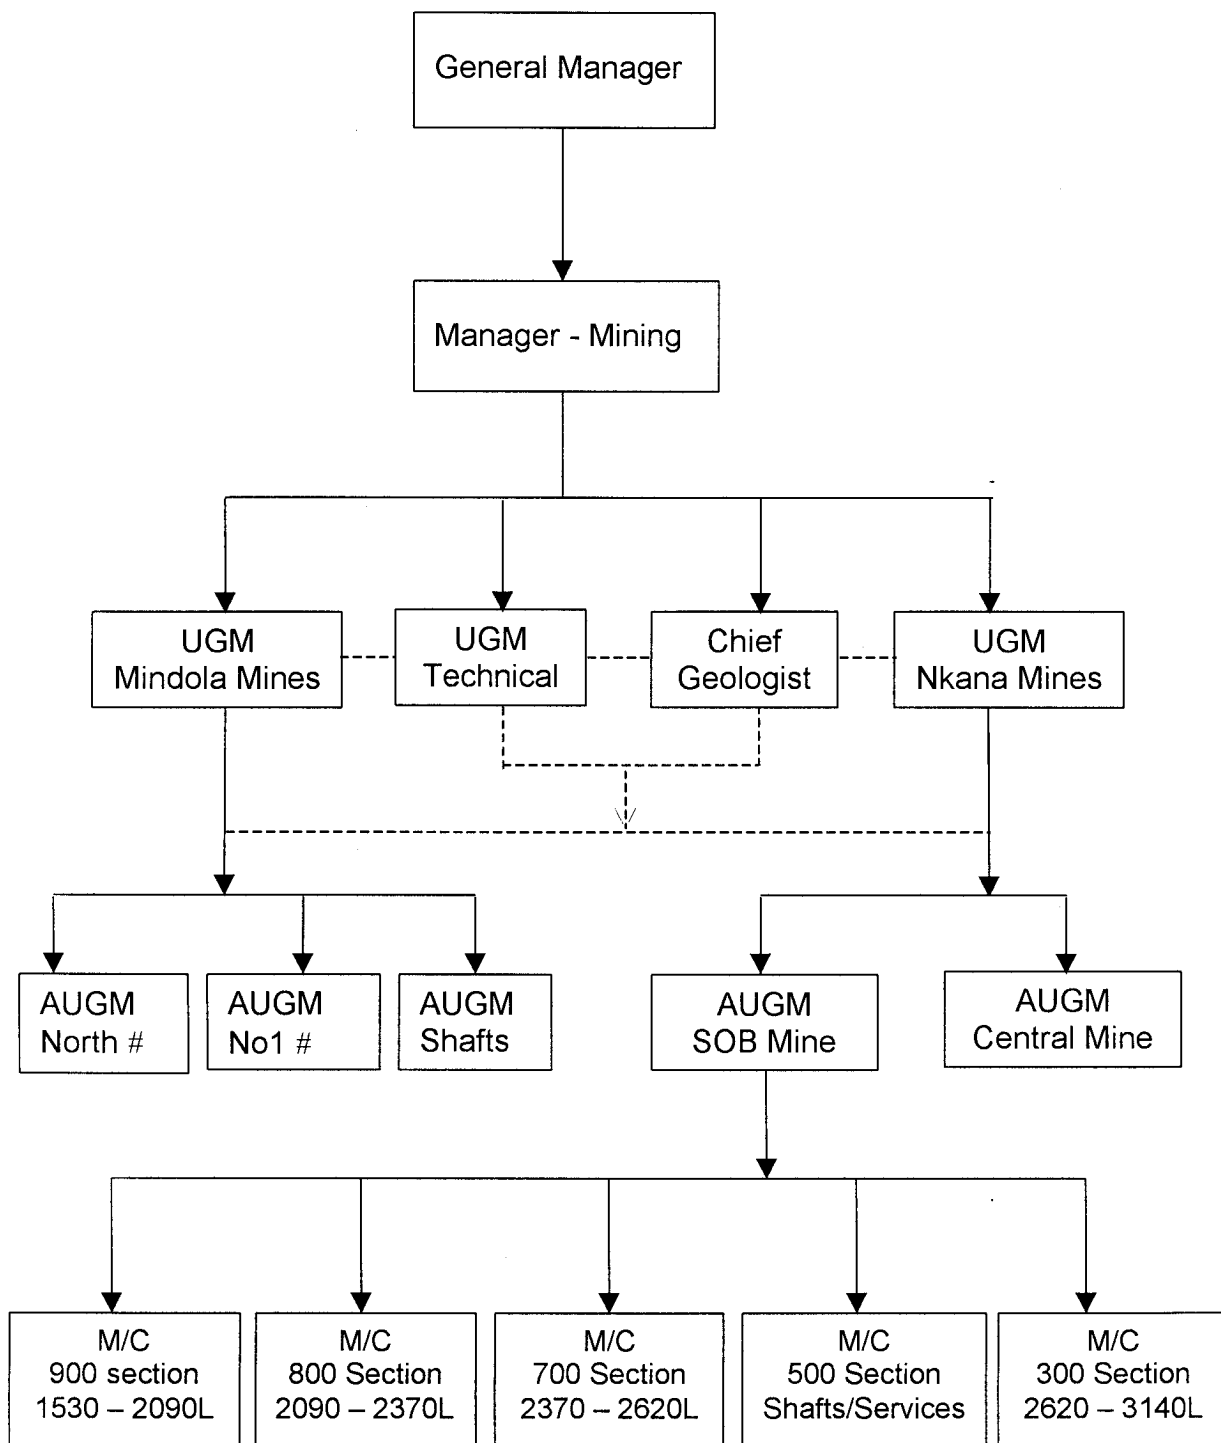 General Manager
Manager - Mining
UGM
Mindola Mines
UGM
Technical
Chief
Geologist
UGM
Nkana Mines
AUGM
North #
AUGM
No1 #
AUGM
Shafts
AUGM
SOB Mine
AUGM
Central Mine
M/C
900 section
1530 – 2090L
M/C
800 Section
2090 – 2370L
M/C
700 Section
2370 – 2620L
M/C
500 Section
Shafts/Services
M/C
300 Section
2620 – 3140L